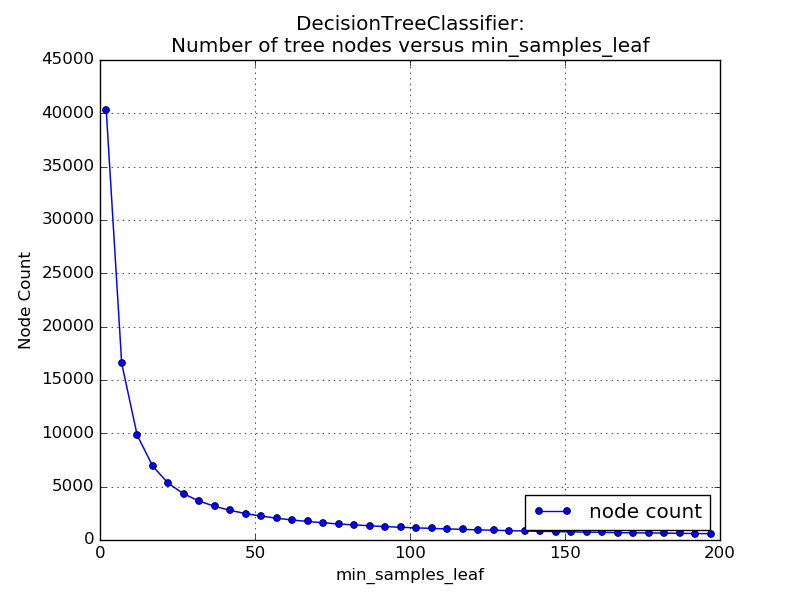 DecisionTreeClassifier:
Number of tree nodes versus min_samples_leaf
45000
40000
35000
30000
25000
20000
15000
10000
5000
0
Node Count
node count
0 50 100 150 200
min_samples_leaf